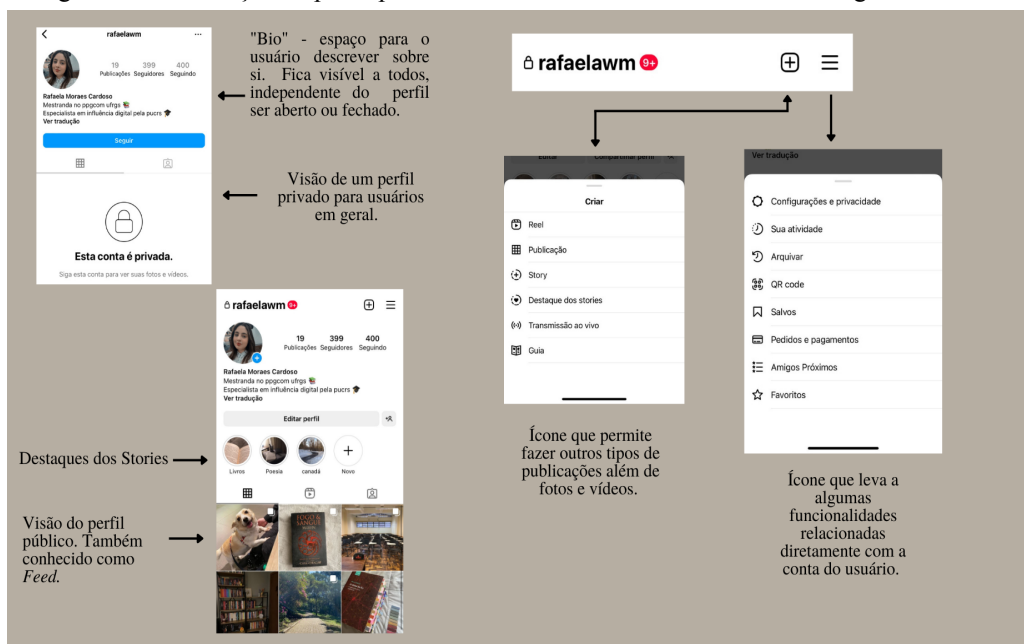 rafaelawm
19 399 400
Publicações Seguidores Seguindo
Rafaela Moraes Cardoso
Mestranda no ppgcom ufrgs
Especialista em influência digital pela pucrs
Ver tradução
Seguir
Esta conta é privada.
Siga esta conta para ver suas fotos e vídeos.
"Bio" - espaço para o
usuário descrever sobre
si. Fica visível a todos,
independente do perfil
ser aberto ou fechado.
Visão de um perfil
privado para usuários
em geral.
rafaelawm 9+
19 399 400
Publicações Seguidores Seguindo
Rafaela Moraes Cardoso
Mestranda no ppgcom ufrgs
Especialista em influência digital pela pucrs
Ver tradução
Editar perfil
Livros Poesia canadá Novo
FOGO &
SANGUE
Destaques dos Stories
Visão do perfil
público. Também
conhecido como
Feed.
rafaelawm 9+
Editar Compartilhar perfil
Criar
Reel
Publicação
Story
Destaque dos stories
Transmissão ao vivo
Guia
Ícone que permite
fazer outros tipos de
publicações além de
fotos e vídeos.
Ver tradução
Configurações e privacidade
Sua atividade
Arquivar
QR code
Salvos
Pedidos e pagamentos
Amigos Próximos
Favoritos
Ícone que leva a
algumas
funcionalidades
relacionadas
diretamente com a
conta do usuário.